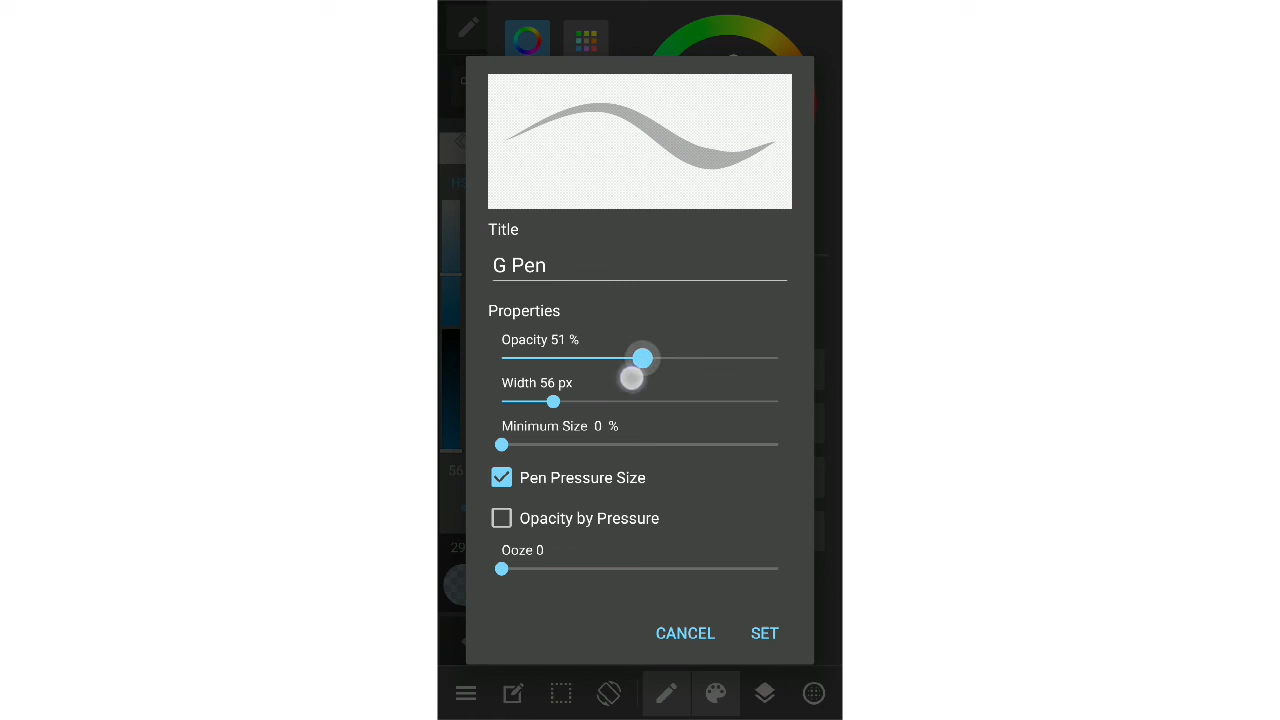 Title
G Pen
Properties
Opacity 51 %
Width 56 px
Minimum Size 0 %
Pen Pressure Size
Opacity by Pressure
Ooze 0
CANCEL SET